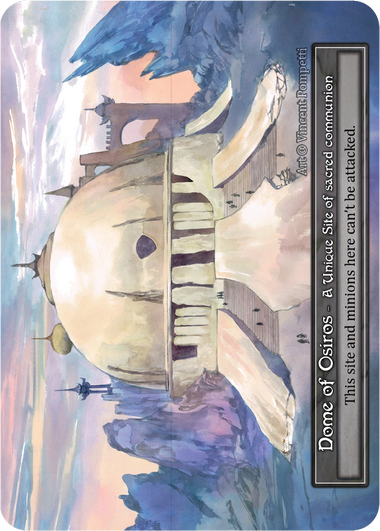 Art © Vincent Pompetti
Dome of Osiros - A Unique Site of sacred communion
This site and minions here can't be attacked.